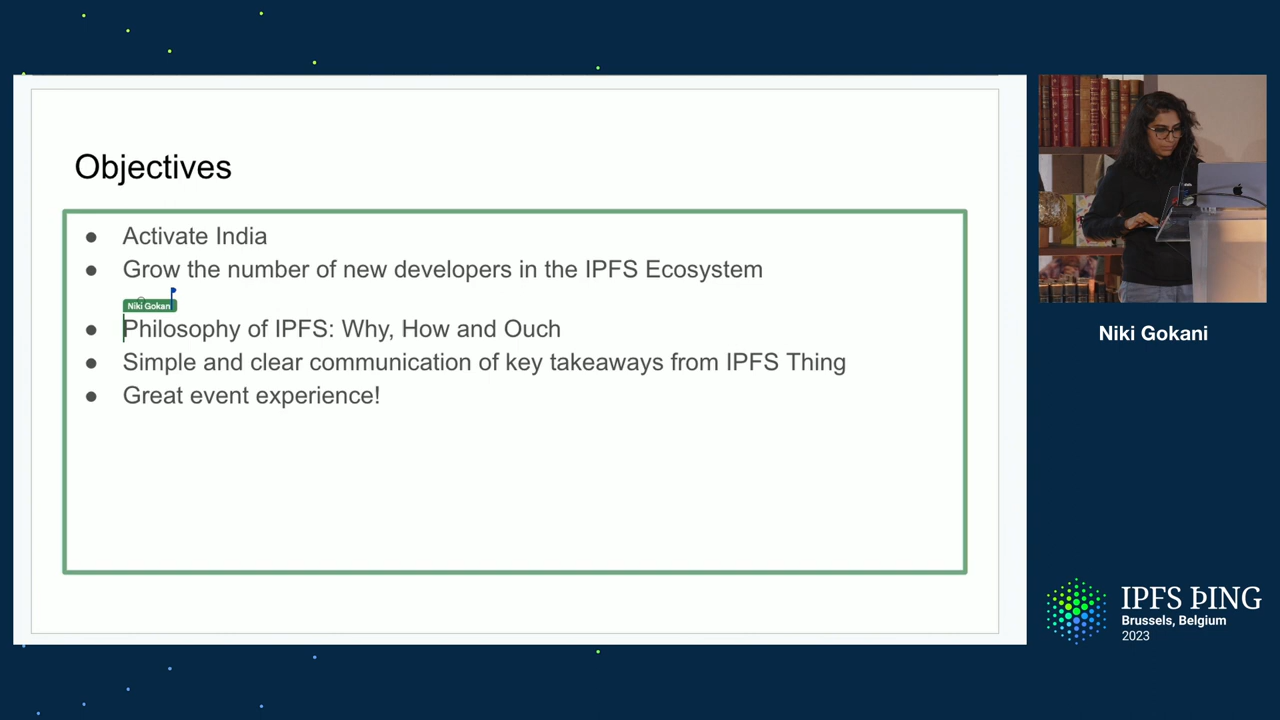 Objectives
● Activate India
● Grow the number of new developers in the IPFS Ecosystem
Niki Gokani
● Philosophy of IPFS: Why, How and Ouch
● Simple and clear communication of key takeaways from IPFS Thing
● Great event experience!
Niki Gokani
IPFS ÞING
Brussels, Belgium
2023